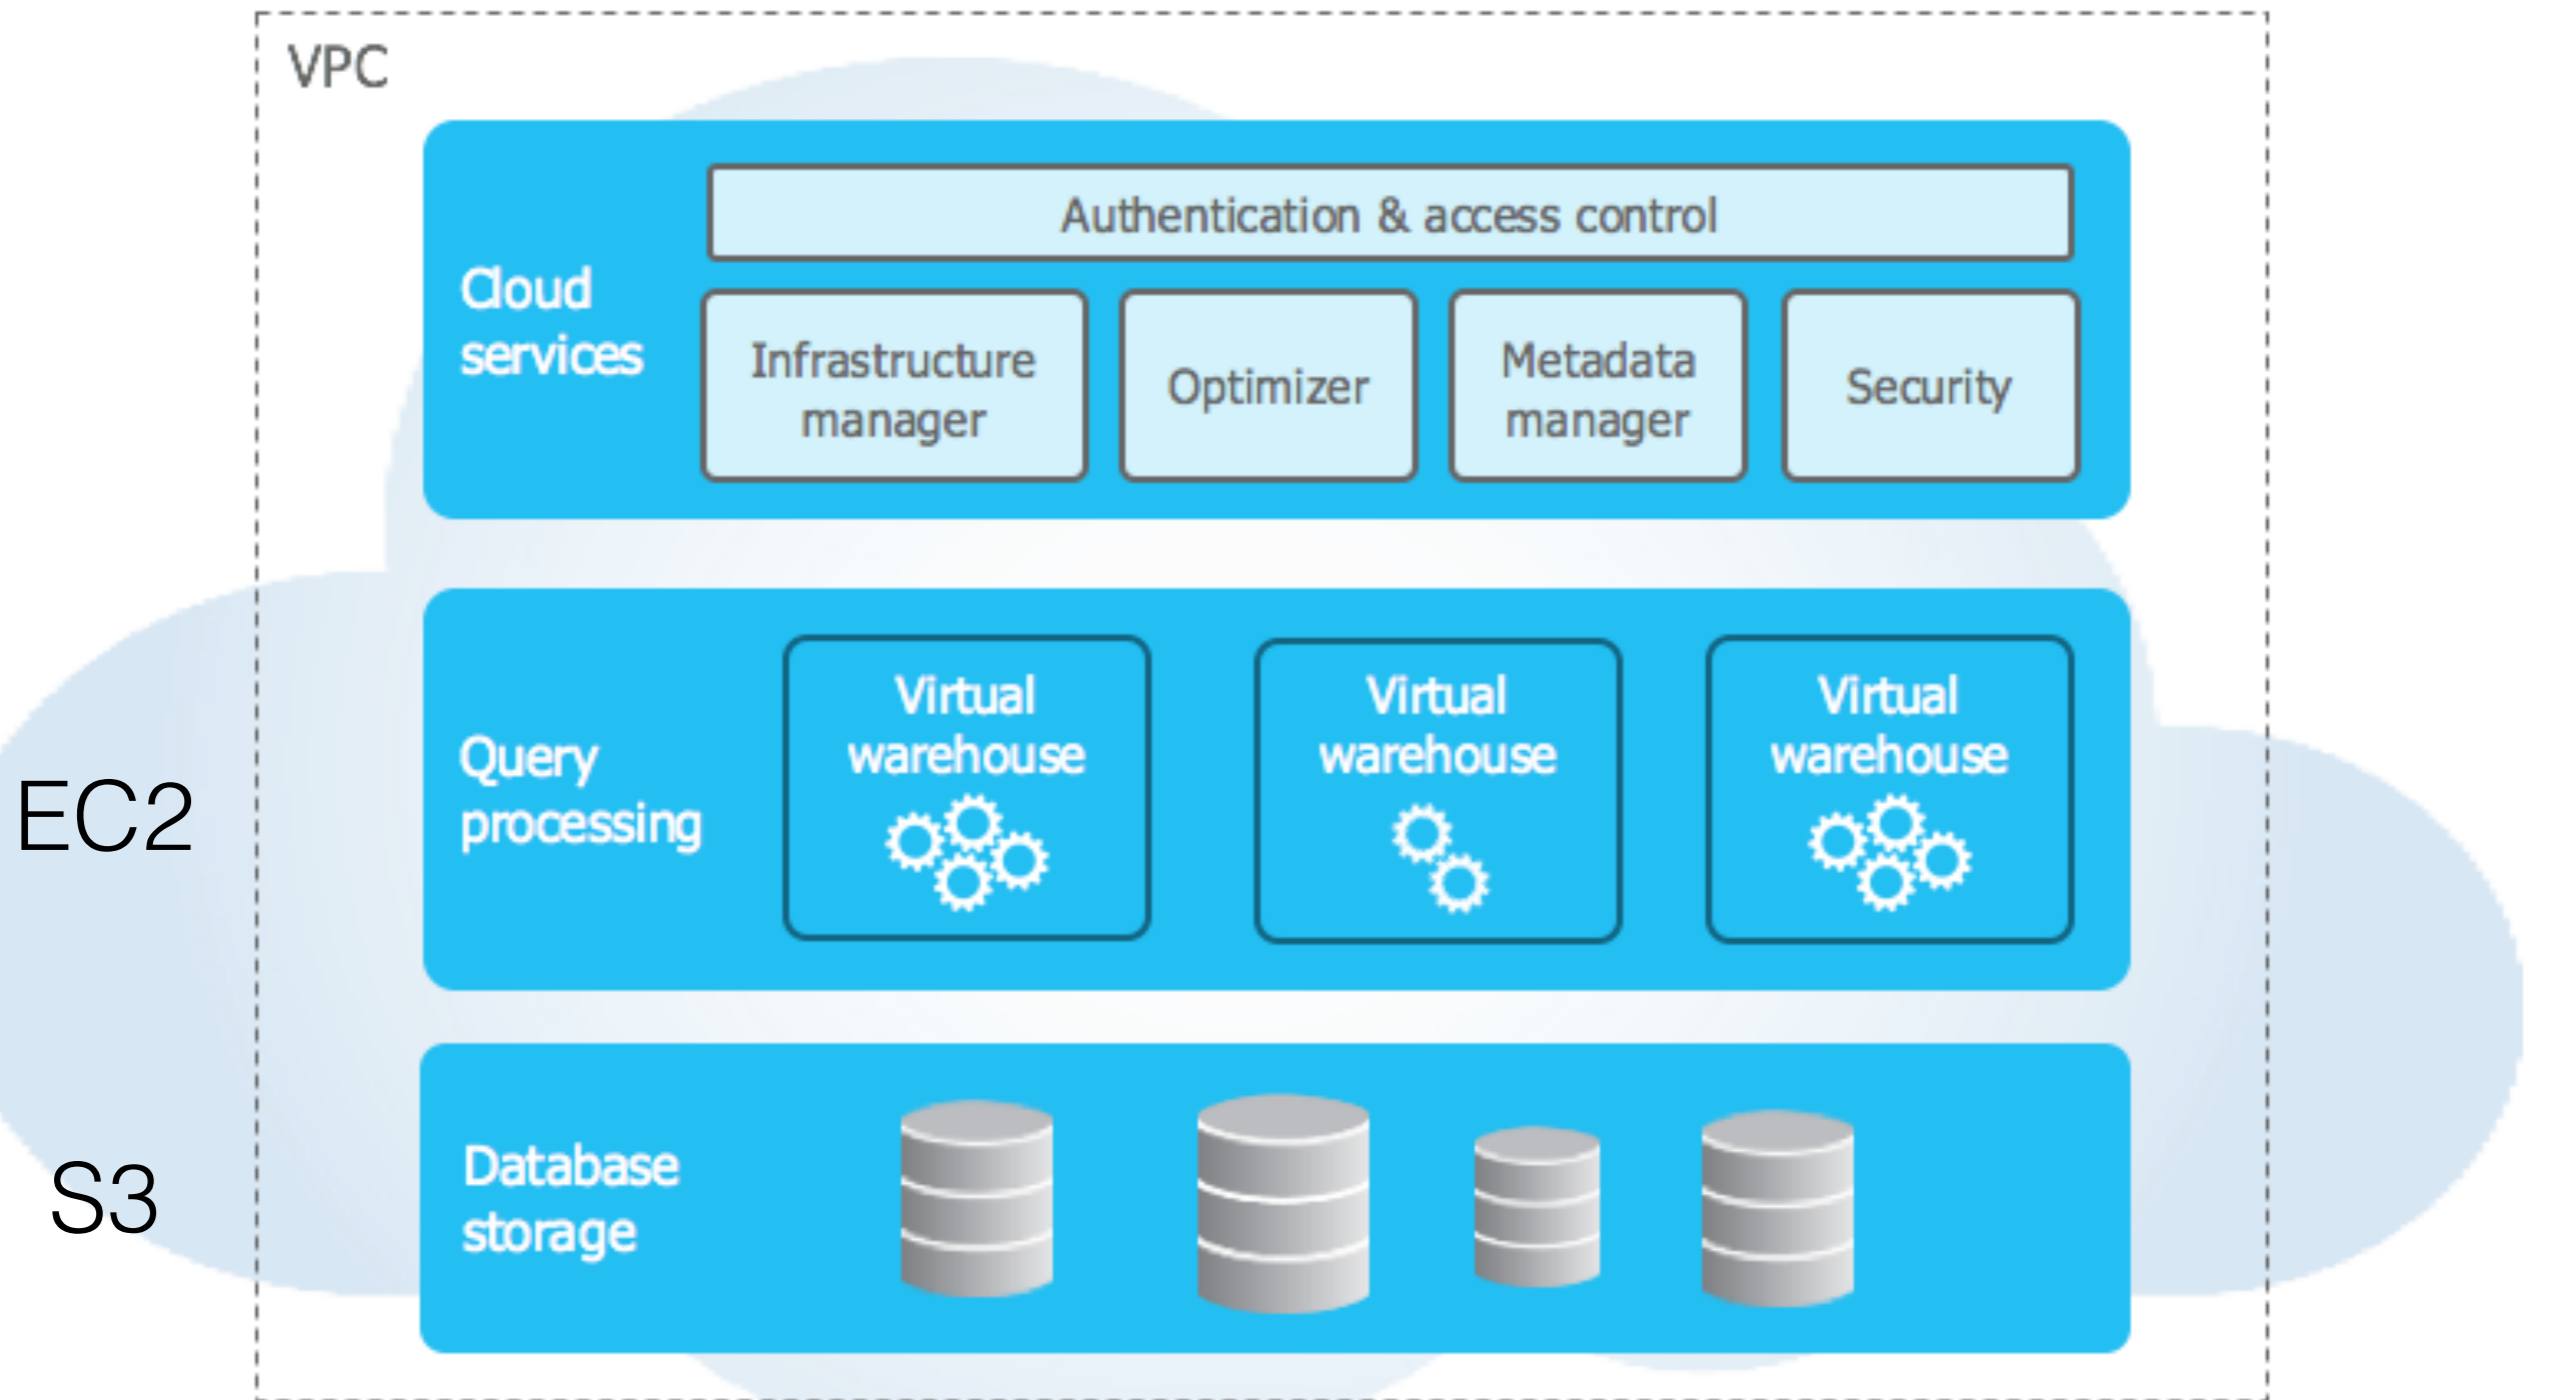 VPC
Authentication & access control
Cloud
services
Infrastructure
manager
Optimizer
Metadata
manager
Security
EC2
Query
processing
Virtual
warehouse
Virtual
warehouse
Virtual
warehouse
S3
Database
storage